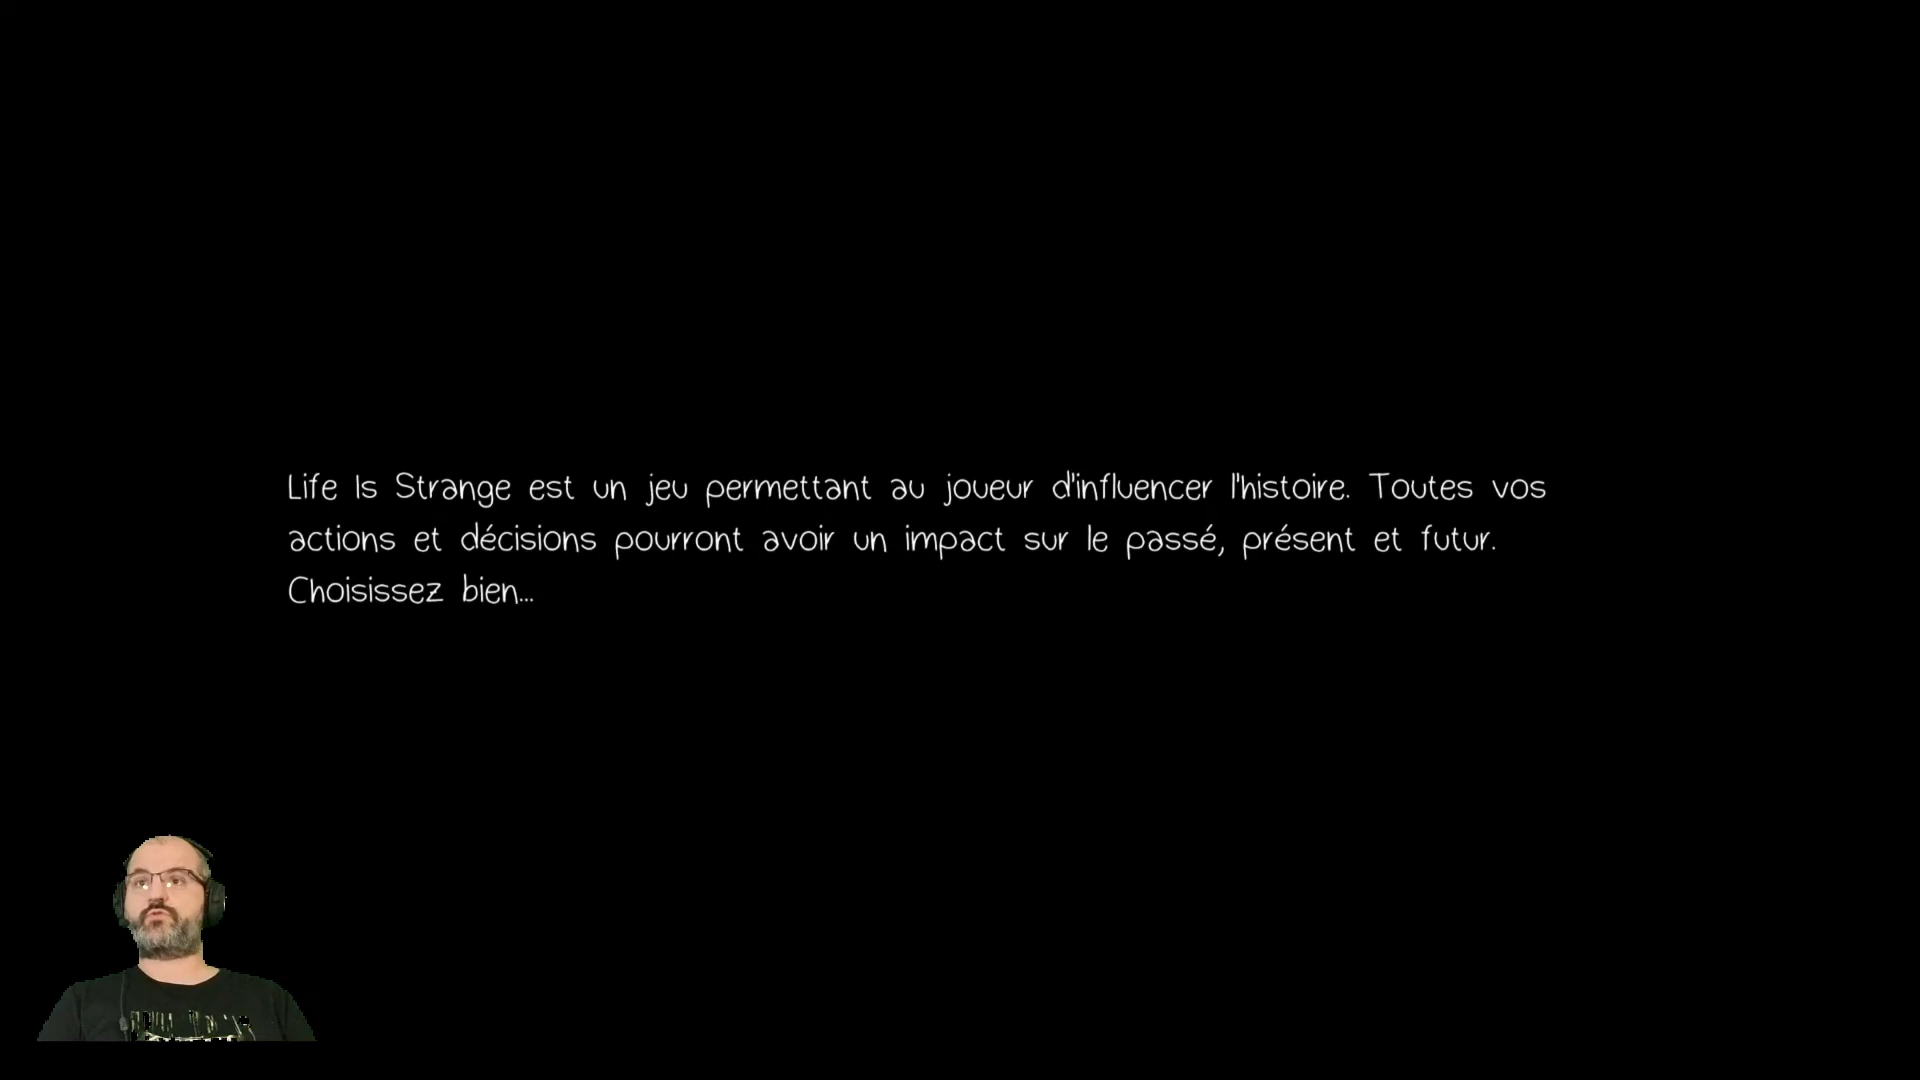 Life Is Strange est un jeu permettant au joueur d'influencer l'histoire. Toutes vos
actions et décisions pourront avoir un impact sur le passé, présent et futur.
Choisissez bien...